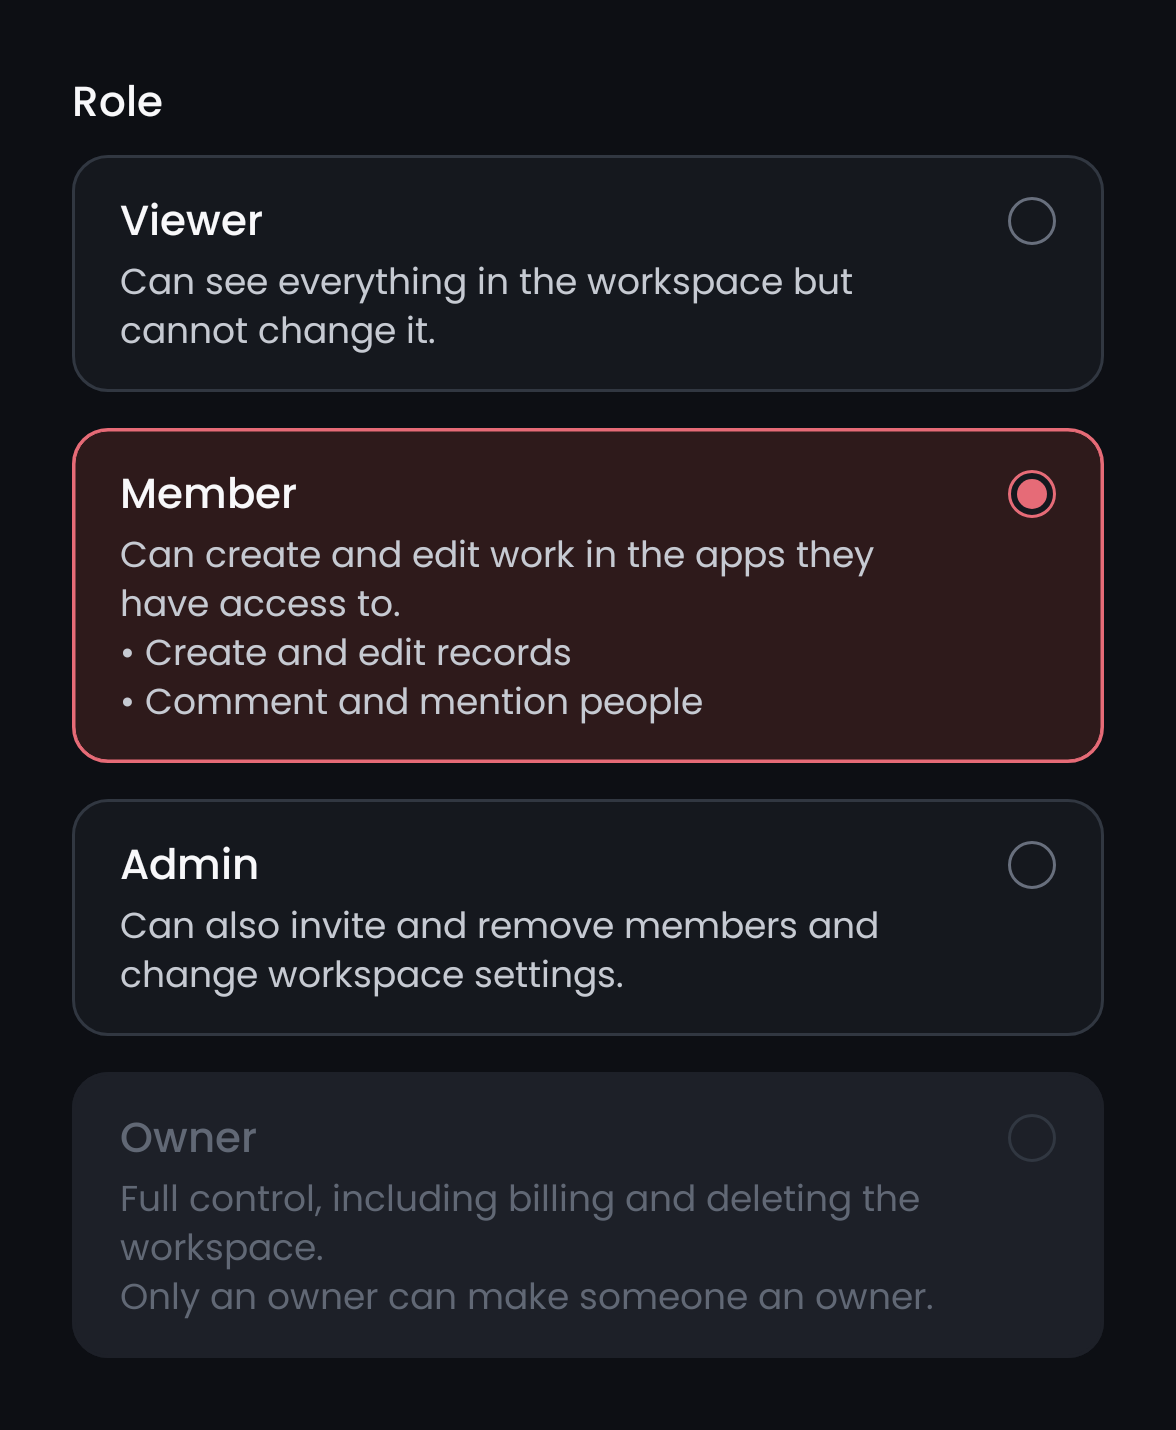 Role
Viewer
Can see everything in the workspace but
cannot change it.
Member
Can create and edit work in the apps they
have access to.
• Create and edit records
• Comment and mention people
Admin
Can also invite and remove members and
change workspace settings.
Owner
Full control, including billing and deleting the
workspace.
Only an owner can make someone an owner.